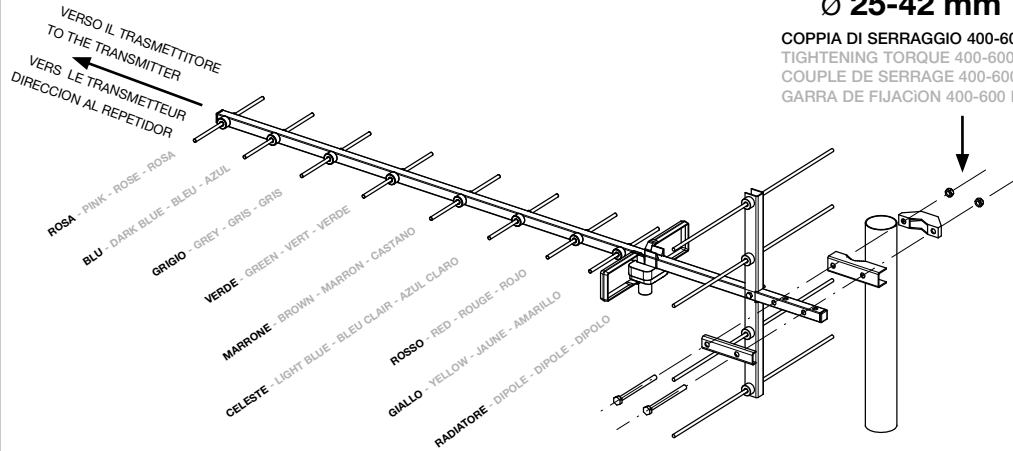 Ø 25-42 mm
COPPIA DI SERRAGGIO 400-60
TIGHTENING TORQUE 400-600
COUPLE DE SERRAGE 400-600
GARRA DE FIJACiON 400-600
VERSO IL TRASMETTITORE
TO THE TRANSMITTER
VERS LE TRANSMETTEUR
DIRECCION AL REPETIDOR
ROSA - PINK - ROSE - ROSA
BLU - DARK BLUE - BLEU - AZUL
GRIGIO - GREY - GRIS - GRIS
VERDE - GREEN - VERT - VERDE
MARRONE - BROWN - MARRON - CASTANO
CELESTE - LIGHT BLUE - BLEU CLAIR - AZUL CLARO
ROSSO - RED - ROUGE - ROJO
GIALLO - YELLOW - JAUNE - AMARILLO
RADIATORE - DIPOLE - DIPOLE - DIPOLO